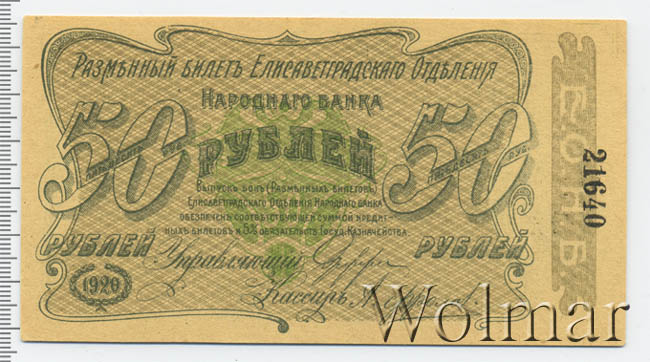 Размѣнный билетъ Елисаветградскаго Отдѣленія
Народнаго Банка
50 РУБЛЕЙ 50
Выпускъ бонъ (размѣнныхъ билетовъ)
Елисаветградскаго Отдѣленія Народнаго Банка
обезпеченъ соотвѣтствующей суммой кредит-
ныхъ билетовъ и 5% обязательствъ Госуд. Казначейства.
РУБЛЕЙ РУБЛЕЙ
Управляющій
1920
Кассиръ
21640
Wolmar